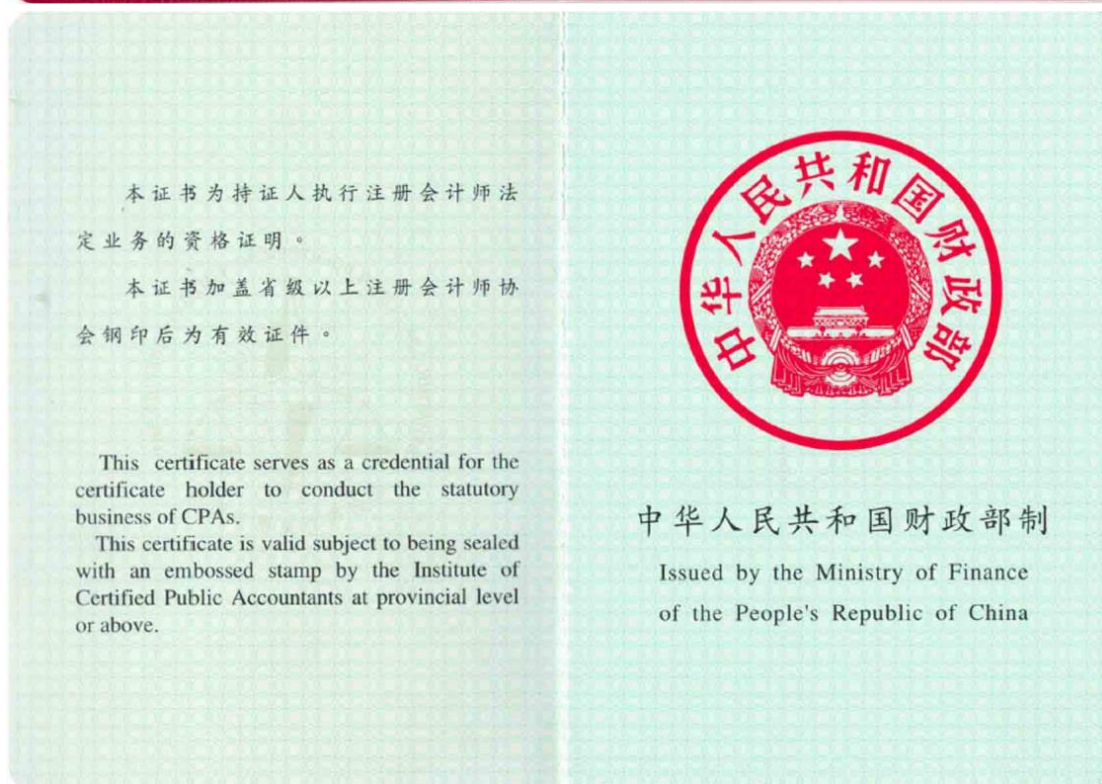 本证书为持证人执行注册会计师法
定业务的资格证明。
本证书加盖省级以上注册会计师协
会钢印后为有效证件。
This certificate serves as a credential for the
certificate holder to conduct the statutory
business of CPAs.
This certificate is valid subject to being sealed
with an embossed stamp by the Institute of
Certified Public Accountants at provincial level
or above.
中华人民共和国财政部
中华人民共和国财政部制
Issued by the Ministry of Finance
of the People's Republic of China